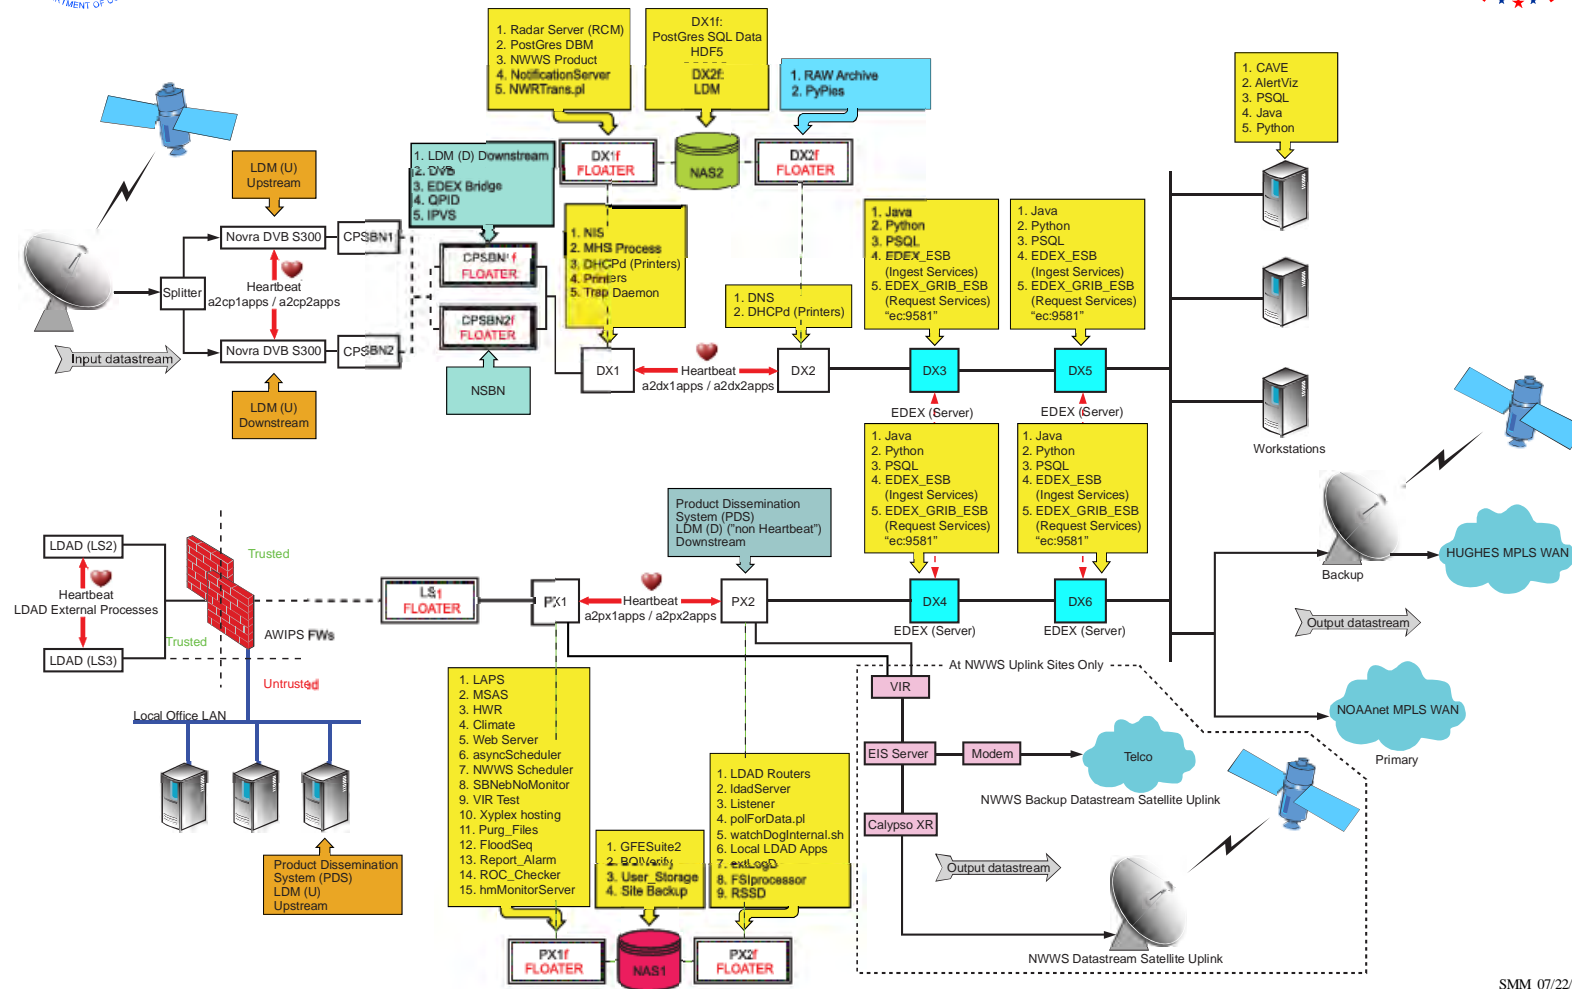 MENT OF
1. Radar Server (RCM)
2. PostGres DBM
3. NWWS Product
4. NotificationServer
5. NWRTrans.pl
DX1f:
PostGres SQL Data
HDF5
DX2f:
LDM
1. RAW Archive
2. PyPies
1. CAVE
2. AlertViz
3. PSQL
4. Java
5. Python
LDM (U)
Upstream
1. LDM (D) Downstream
2. DVB
3. EDEX Bridge
4. QPID
5. IPVS
DX1f
FLOATER
NAS2
DX2f
FLOATER
Novra DVB S300
CPSBN1
Splitter
Heartbeat
a2cp1apps / a2cp2apps
Novra DVB S300
CPSBN2
Input datastream
LDM (U)
Downstream
CPSBN1f
FLOATER
CPSBN2f
FLOATER
NSBN
1. NIS
2. MHS Process
3. DHCPd (Printers)
4. Printers
5. Trap Daemon
1. DNS
2. DHCPd (Printers)
1. Java
2. Python
3. PSQL
4. EDEX_ESB
(Ingest Services)
5. EDEX_GRIB_ESB
(Request Services)
"ec:9581"
1. Java
2. Python
3. PSQL
4. EDEX_ESB
(Ingest Services)
5. EDEX_GRIB_ESB
(Request Services)
"ec:9581"
DX1
Heartbeat
a2dx1apps / a2dx2apps
DX2
DX3
DX5
EDEX (Server)
EDEX (Server)
Workstations
1. Java
2. Python
3. PSQL
4. EDEX_ESB
(Ingest Services)
5. EDEX_GRIB_ESB
(Request Services)
"ec:9581"
1. Java
2. Python
3. PSQL
4. EDEX_ESB
(Ingest Services)
5. EDEX_GRIB_ESB
(Request Services)
"ec:9581"
Product Dissemination
System (PDS)
LDM (D) ("non Heartbeat")
Downstream
LDAD (LS2)
Heartbeat
LDAD External Processes
LDAD (LS3)
Trusted
Trusted
AWIPS FWs
Untrusted
LS1
FLOATER
PX1
Heartbeat
a2px1apps / a2px2apps
PX2
DX4
DX6
EDEX (Server)
EDEX (Server)
Backup
HUGHES MPLS WAN
Output datastream
NOAAnet MPLS WAN
Primary
Local Office LAN
Product Dissemination
System (PDS)
LDM (U)
Upstream
1. LAPS
2. MSAS
3. HWR
4. Climate
5. Web Server
6. asyncScheduler
7. NWWS Scheduler
8. SBNebNoMonitor
9. VIR Test
10. Xyplex hosting
11. Purg_Files
12. FloodSeq
13. Report_Alarm
14. ROC_Checker
15. hmMonitorServer
1. GFESuite2
2. BOIVerify
3. User_Storage
4. Site Backup
1. LDAD Routers
2. ldadServer
3. Listener
4. polForData.pl
5. watchDogInternal.sh
6. Local LDAD Apps
7. extLogD
8. FSIprocessor
9. RSSD
PX1f
FLOATER
NAS1
PX2f
FLOATER
At NWWS Uplink Sites Only
VIR
EIS Server
Modem
Telco
NWWS Backup Datastream Satellite Uplink
Calypso XR
Output datastream
NWWS Datastream Satellite Uplink
SMM 07/22/